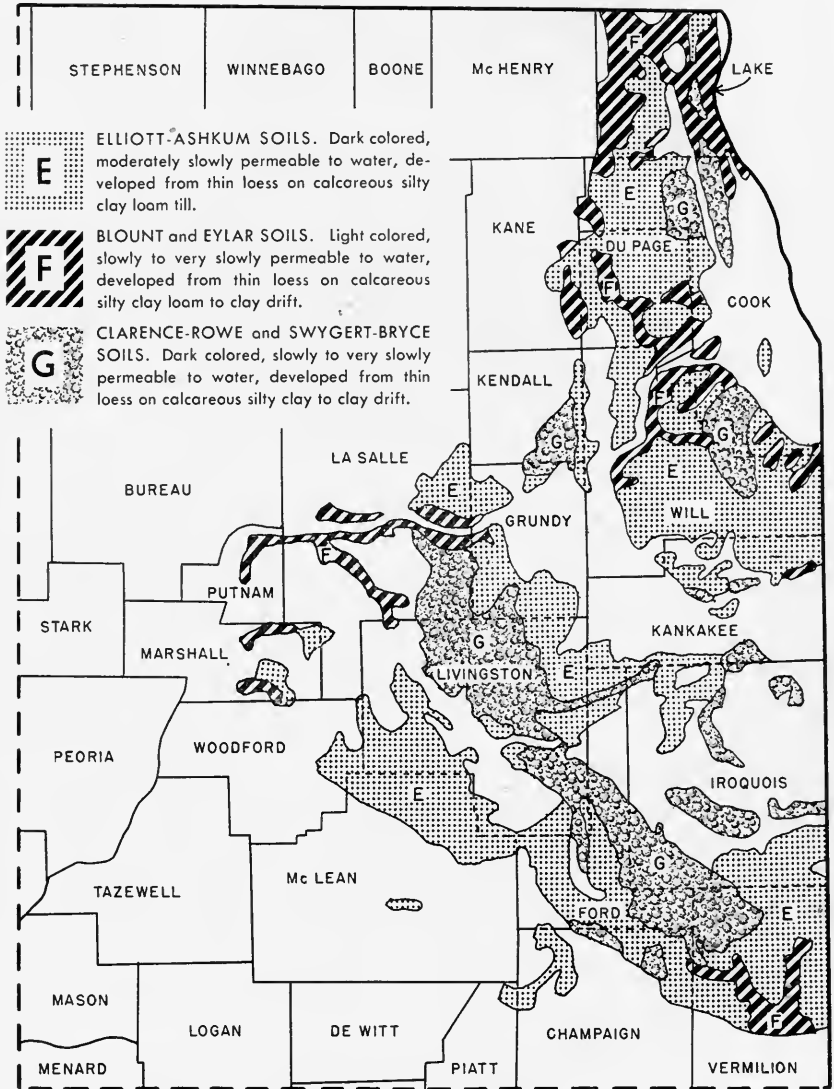 STEPHENSON
WINNEBAGO
BOONE
Mc HENRY
LAKE
F
E
ELLIOTT-ASHKUM SOILS. Dark colored,
moderately slowly permeable to water, de-
veloped from thin loess on calcareous silty
clay loam till.
F
BLOUNT and EYLAR SOILS. Light colored,
slowly to very slowly permeable to water,
developed from thin loess on calcareous
silty clay loam to clay drift.
G
CLARENCE-ROWE and SWYGERT-BRYCE
SOILS. Dark colored, slowly to very slowly
permeable to water, developed from thin
loess on calcareous silty clay to clay drift.
E
G
KANE
DU PAGE
F
COOK
KENDALL
F
G
G
LA SALLE
E
E
BUREAU
GRUNDY
WILL
F
PUTNAM
STARK
KANKAKEE
MARSHALL
G
E
LIVINGSTON
WOODFORD
PEORIA
IROQUOIS
E
G
Mc LEAN
TAZEWELL
FORD
E
MASON
LOGAN
DE WITT
CHAMPAIGN
F
MENARD
PIATT
VERMILION